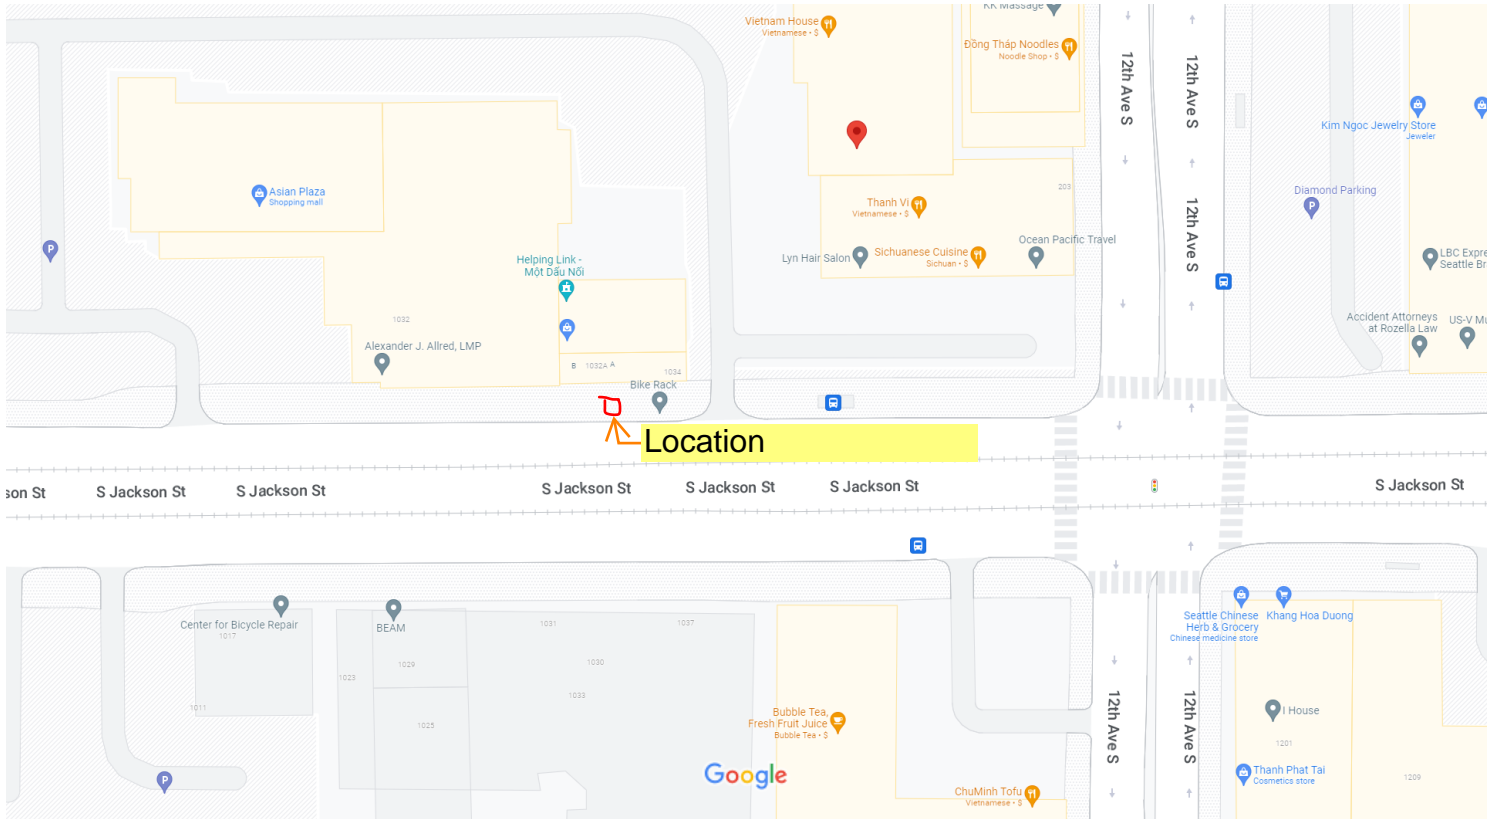 KK Massage
Vietnam House
Vietnamese • $
Đồng Tháp Noodles
Noodle Shop • $
12th Ave S
12th Ave S
Kim Ngoc Jewelry Store
Jeweler
Asian Plaza
Shopping mall
203
Diamond Parking
P
Thanh Vi
Vietnamese • $
12th Ave S
P
Ocean Pacific Travel
Lyn Hair Salon
Sichuanese Cuisine
Sichuan • $
LBC Expre
Seattle Br
Helping Link -
Một Dấu Nối
1032
Accident Attorneys
at Rozella Law
US-V Mu
Alexander J. Allred, LMP
B 1032A A
1034
Bike Rack
Location
son St
S Jackson St
S Jackson St
S Jackson St
S Jackson St
S Jackson St
S Jackson St
Center for Bicycle Repair
1017
BEAM
1031
1037
Seattle Chinese
Herb & Grocery
Chinese medicine store
Khang Hoa Duong
1029
1030
1023
1033
1011
1025
Bubble Tea,
Fresh Fruit Juice
Bubble Tea • $
12th Ave S
12th Ave S
i House
1201
P
Google
ChuMinh Tofu
Vietnamese • $
Thanh Phat Tai
Cosmetics store
1209